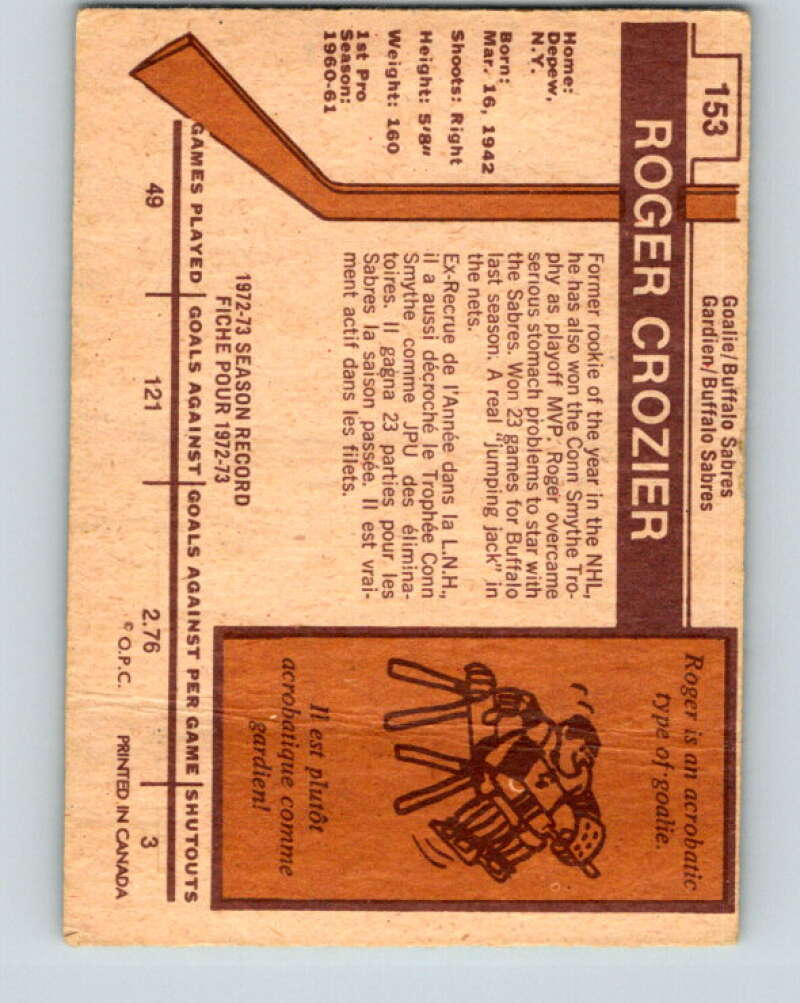 153
Goalie/Buffalo Sabres
Gardien/Buffalo Sabres
ROGER CROZIER
Home:
Depew,
N.Y.
Born:
Mar. 16, 1942
Shoots: Right
Height: 5'8"
Weight: 160
1st Pro
Season:
1960-61
Former rookie of the year in the NHL,
he has also won the Conn Smythe Tro-
phy as playoff MVP. Roger overcame
serious stomach problems to star with
the Sabres. Won 23 games for Buffalo
last season. A real "jumping jack" in
the nets.
Ex-Recrue de l'Année dans la L.N.H.,
il a aussi décroché le Trophée Conn
Smythe comme JPU des élimina-
toires. Il gagna 23 parties pour les
Sabres la saison passée. Il est vrai-
ment actif dans les filets.
Roger is an acrobatic
type of goalie.
Il est plutôt
acrobatique comme
gardien!
1972-73 SEASON RECORD
FICHE POUR 1972-73
GAMES PLAYED GOALS AGAINST GOALS AGAINST PER GAME SHUTOUTS
49 121 2.76 3
© O.P.C. PRINTED IN CANADA